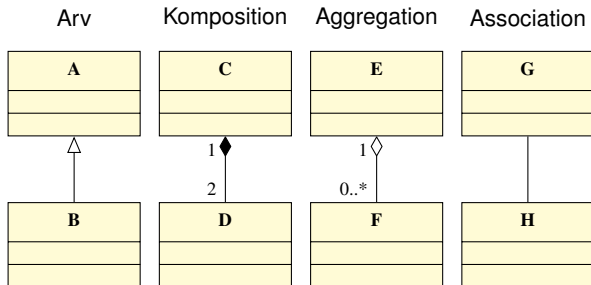 Arv Komposition Aggregation Association
A C E G
1 1
2 0..*
B D F H